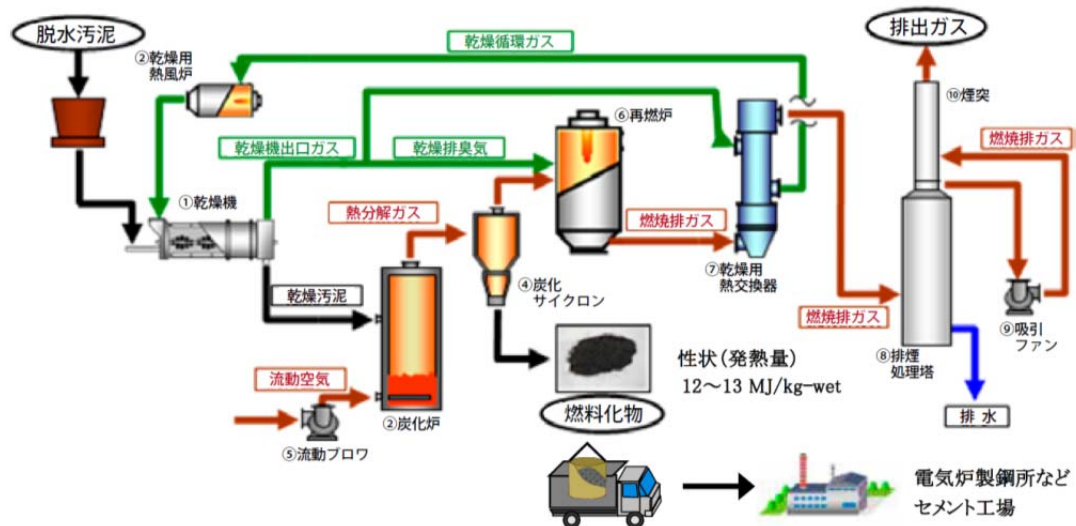 脱水汚泥
②乾燥用
熱風炉
乾燥循環ガス
排出ガス
⑩煙突
⑥再燃炉
乾燥機出口ガス
乾燥排臭気
燃焼排ガス
①乾燥機
熱分解ガス
燃焼排ガス
⑦乾燥用
熱交換器
④炭化
サイクロン
乾燥汚泥
燃焼排ガス
⑨吸引
ファン
⑧排煙
処理塔
性状(発熱量)
12~13 MJ/kg-wet
流動空気
②炭化炉
⑤流動ブロワ
燃料化物
排水
電気炉製鋼所など
セメント工場